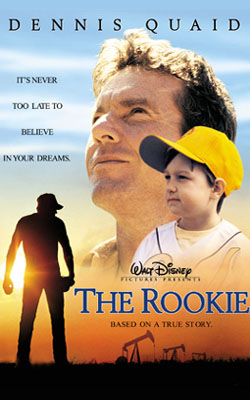 DENNIS QUAID
IT'S NEVER
TOO LATE TO
BELIEVE
IN YOUR DREAMS.
WALT DISNEY
PICTURES PRESENTS
THE ROOKIE
BASED ON A TRUE STORY.